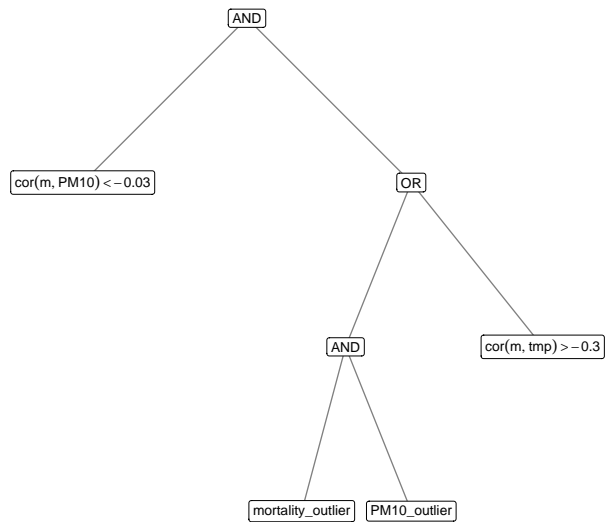 AND
cor(m, PM10) < −0.03
OR
AND
cor(m, tmp) > −0.3
mortality_outlier
PM10_outlier